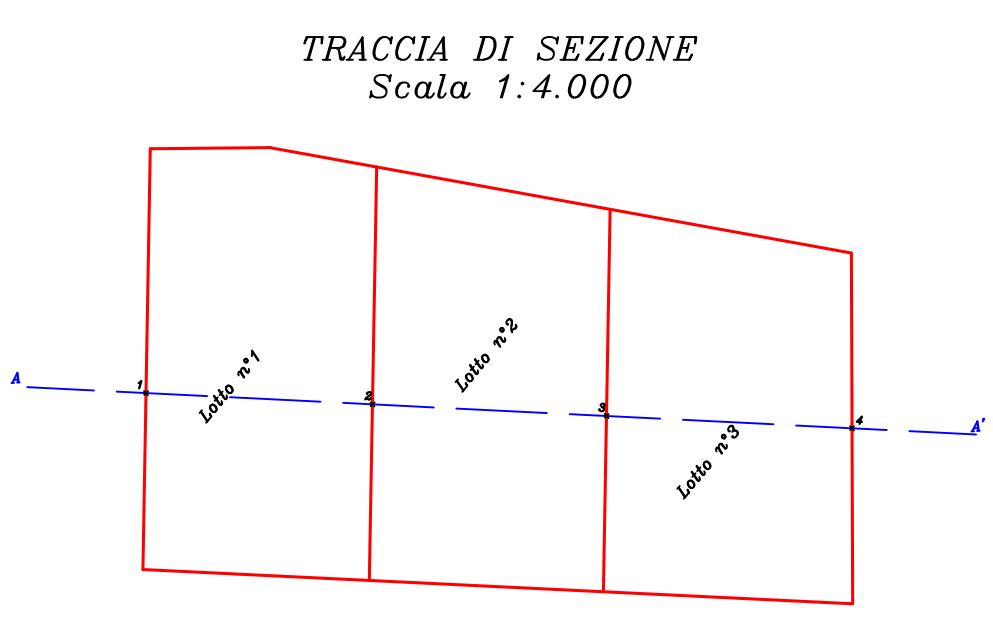 TRACCIA DI SEZIONE
Scala 1:4.000
A
1
Lotto n°1
2
Lotto n°2
3
Lotto n°3
4
A'